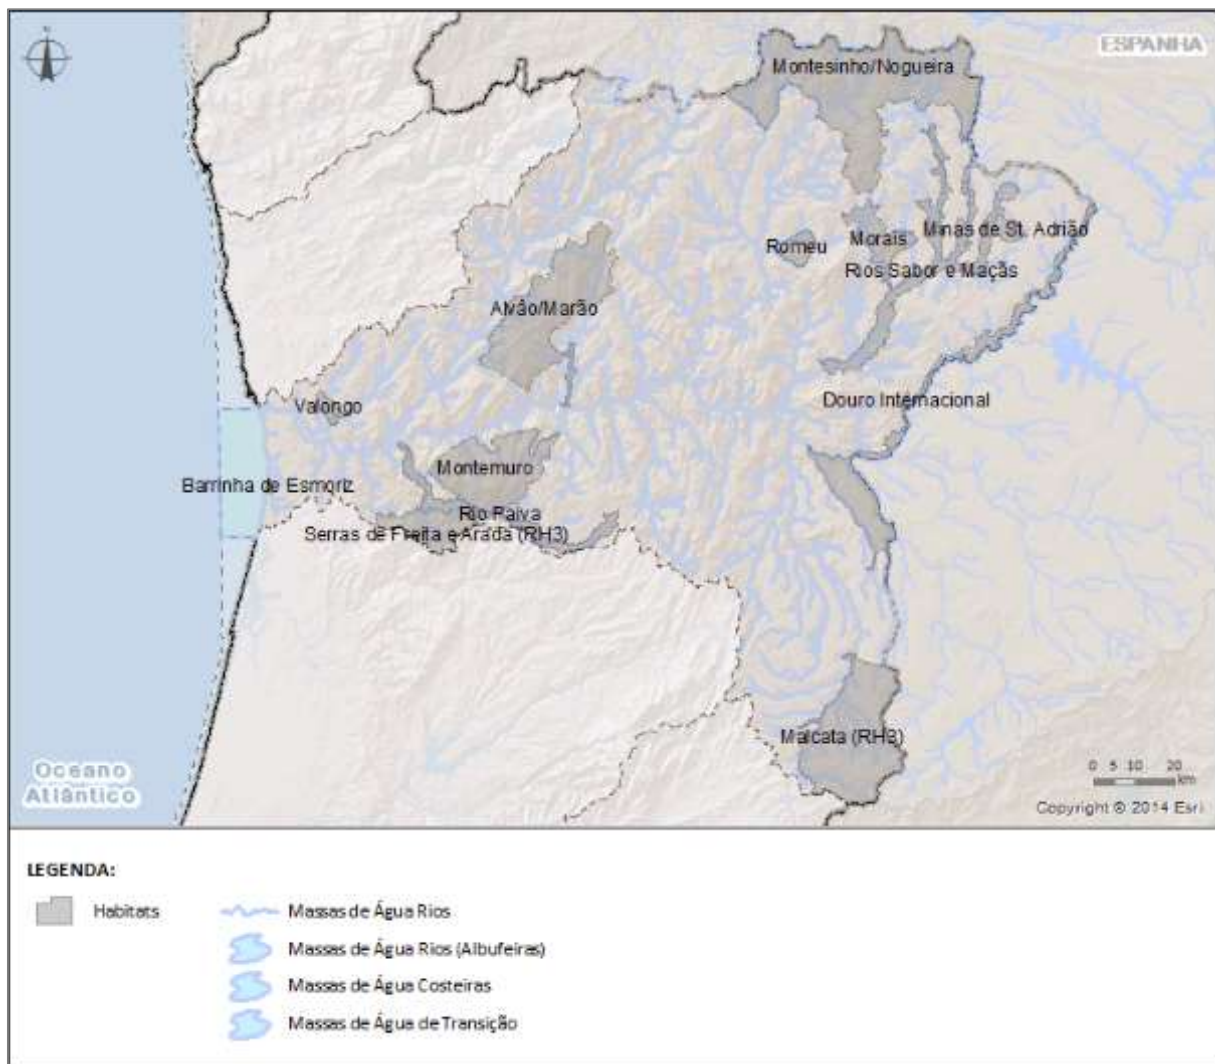 N
ESPANHA
Montesinho/Nogueira
Minas de St. Adrião
Romeu
Morais
Rios Sabor e Maçãs
Alvão/Marão
Douro Internacional
Valongo
Montemuro
Barrinha de Esmoriz
Rio Paiva
Serras de Freita e Arada (RH3)
Malcata (RH3)
Oceano
Atlântico
0 5 10 20
km
Copyright © 2014 Esri
LEGENDA:
Habitats
Massas de Água Rios
Massas de Água Rios (Albufeiras)
Massas de Água Costeiras
Massas de Água de Transição